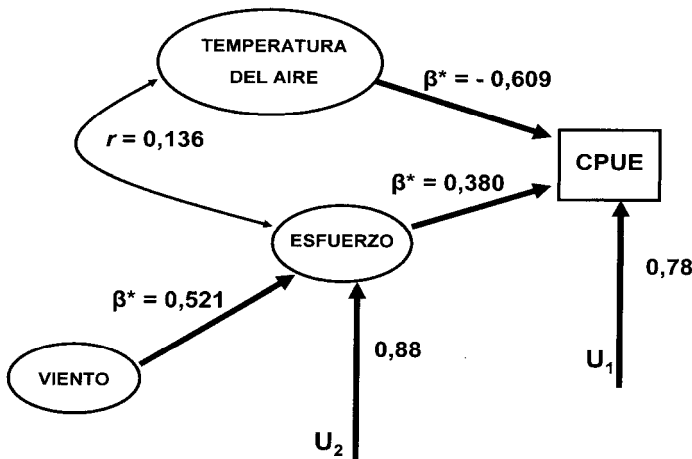 TEMPERATURA
DEL AIRE
β* = - 0,609
r = 0,136
CPUE
β* = 0,380
ESFUERZO
0,78
β* = 0,521
0,88
U1
VIENTO
U2